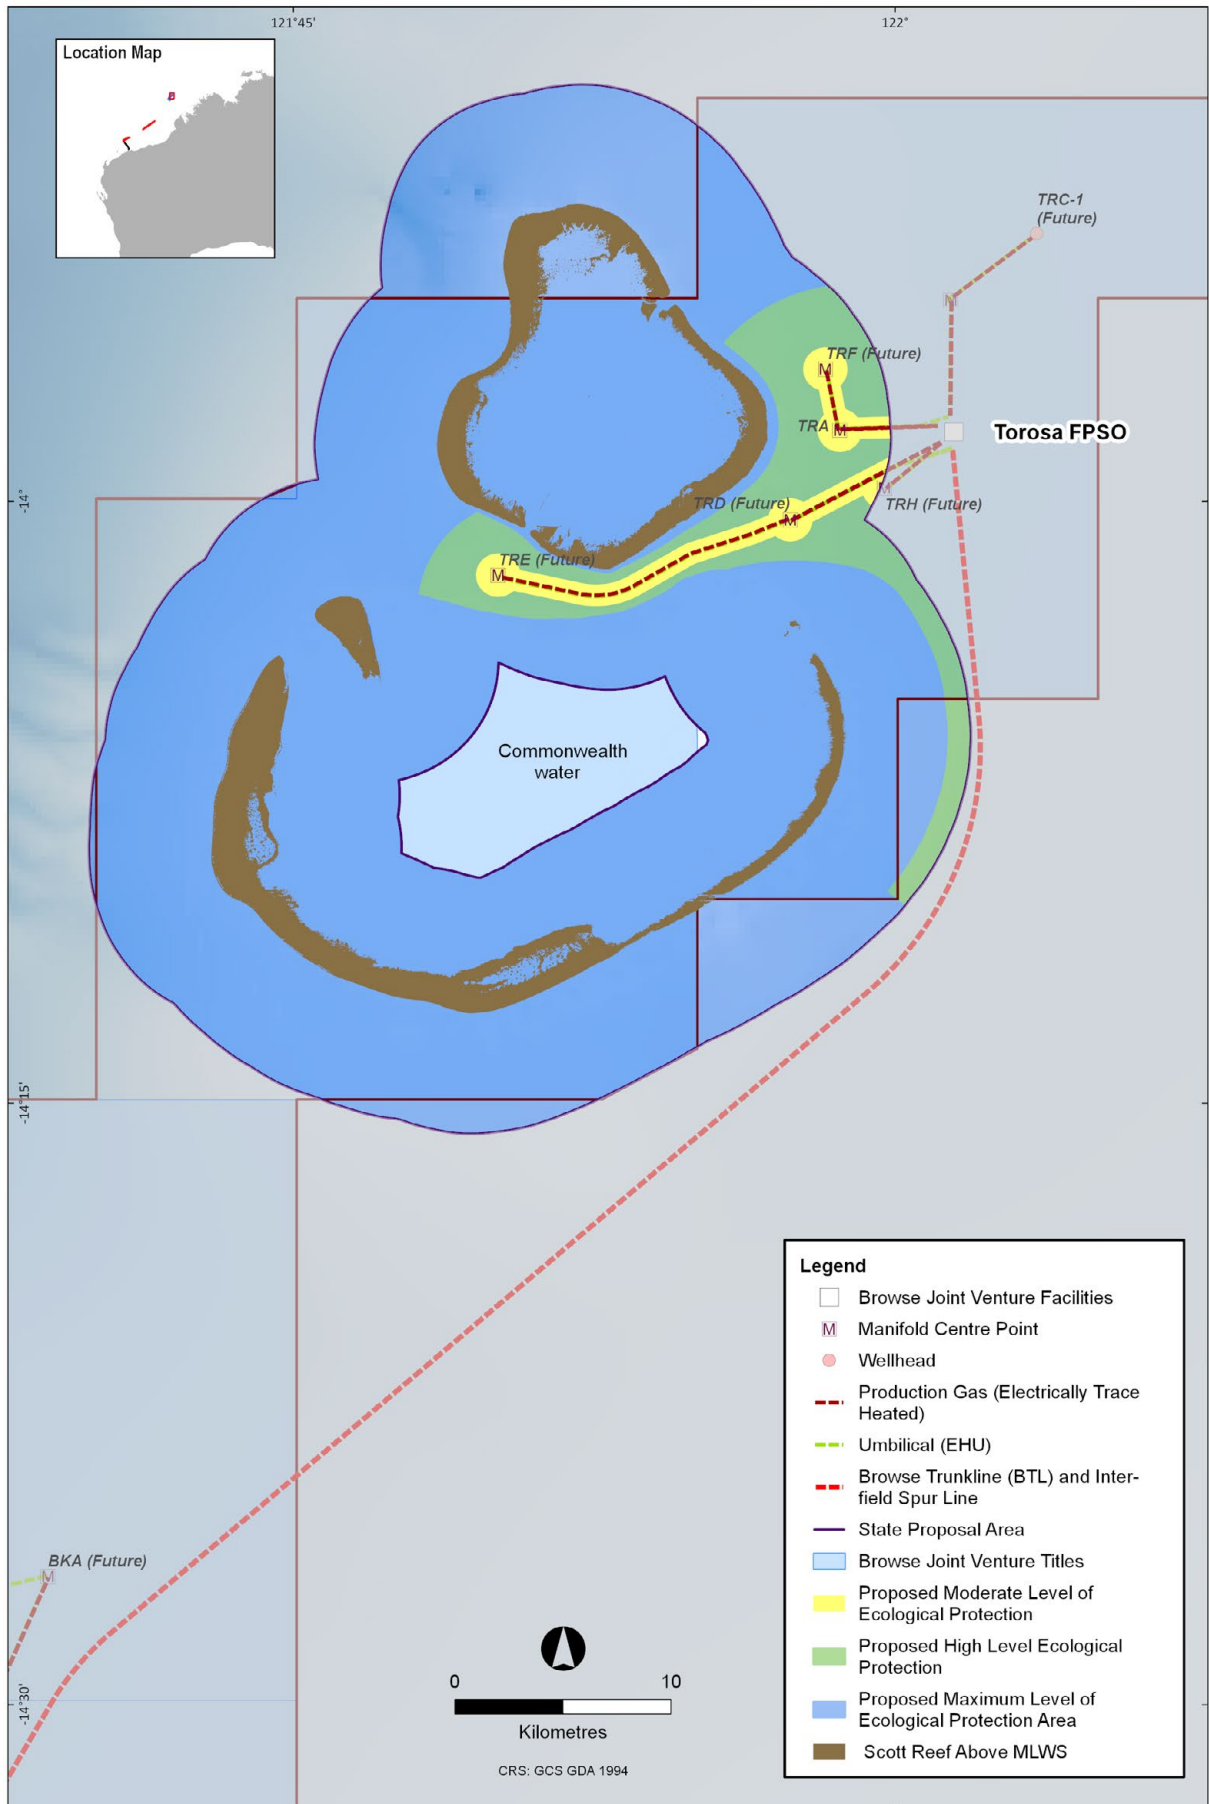 121°45'
122°
Location Map
TRC-1
(Future)
M
TRF (Future)
M
TRA
M
Torosa FPSO
-14°
TRD (Future)
M
M
TRH (Future)
TRE (Future)
M
Commonwealth
water
-14°15'
Legend
Browse Joint Venture Facilities
M Manifold Centre Point
Wellhead
Production Gas (Electrically Trace
Heated)
Umbilical (EHU)
Browse Trunkline (BTL) and Inter-
field Spur Line
State Proposal Area
Browse Joint Venture Titles
Proposed Moderate Level of
Ecological Protection
Proposed High Level Ecological
Protection
Proposed Maximum Level of
Ecological Protection Area
Scott Reef Above MLWS
BKA (Future)
M
-14°30'
0 10
Kilometres
CRS: GCS GDA 1994